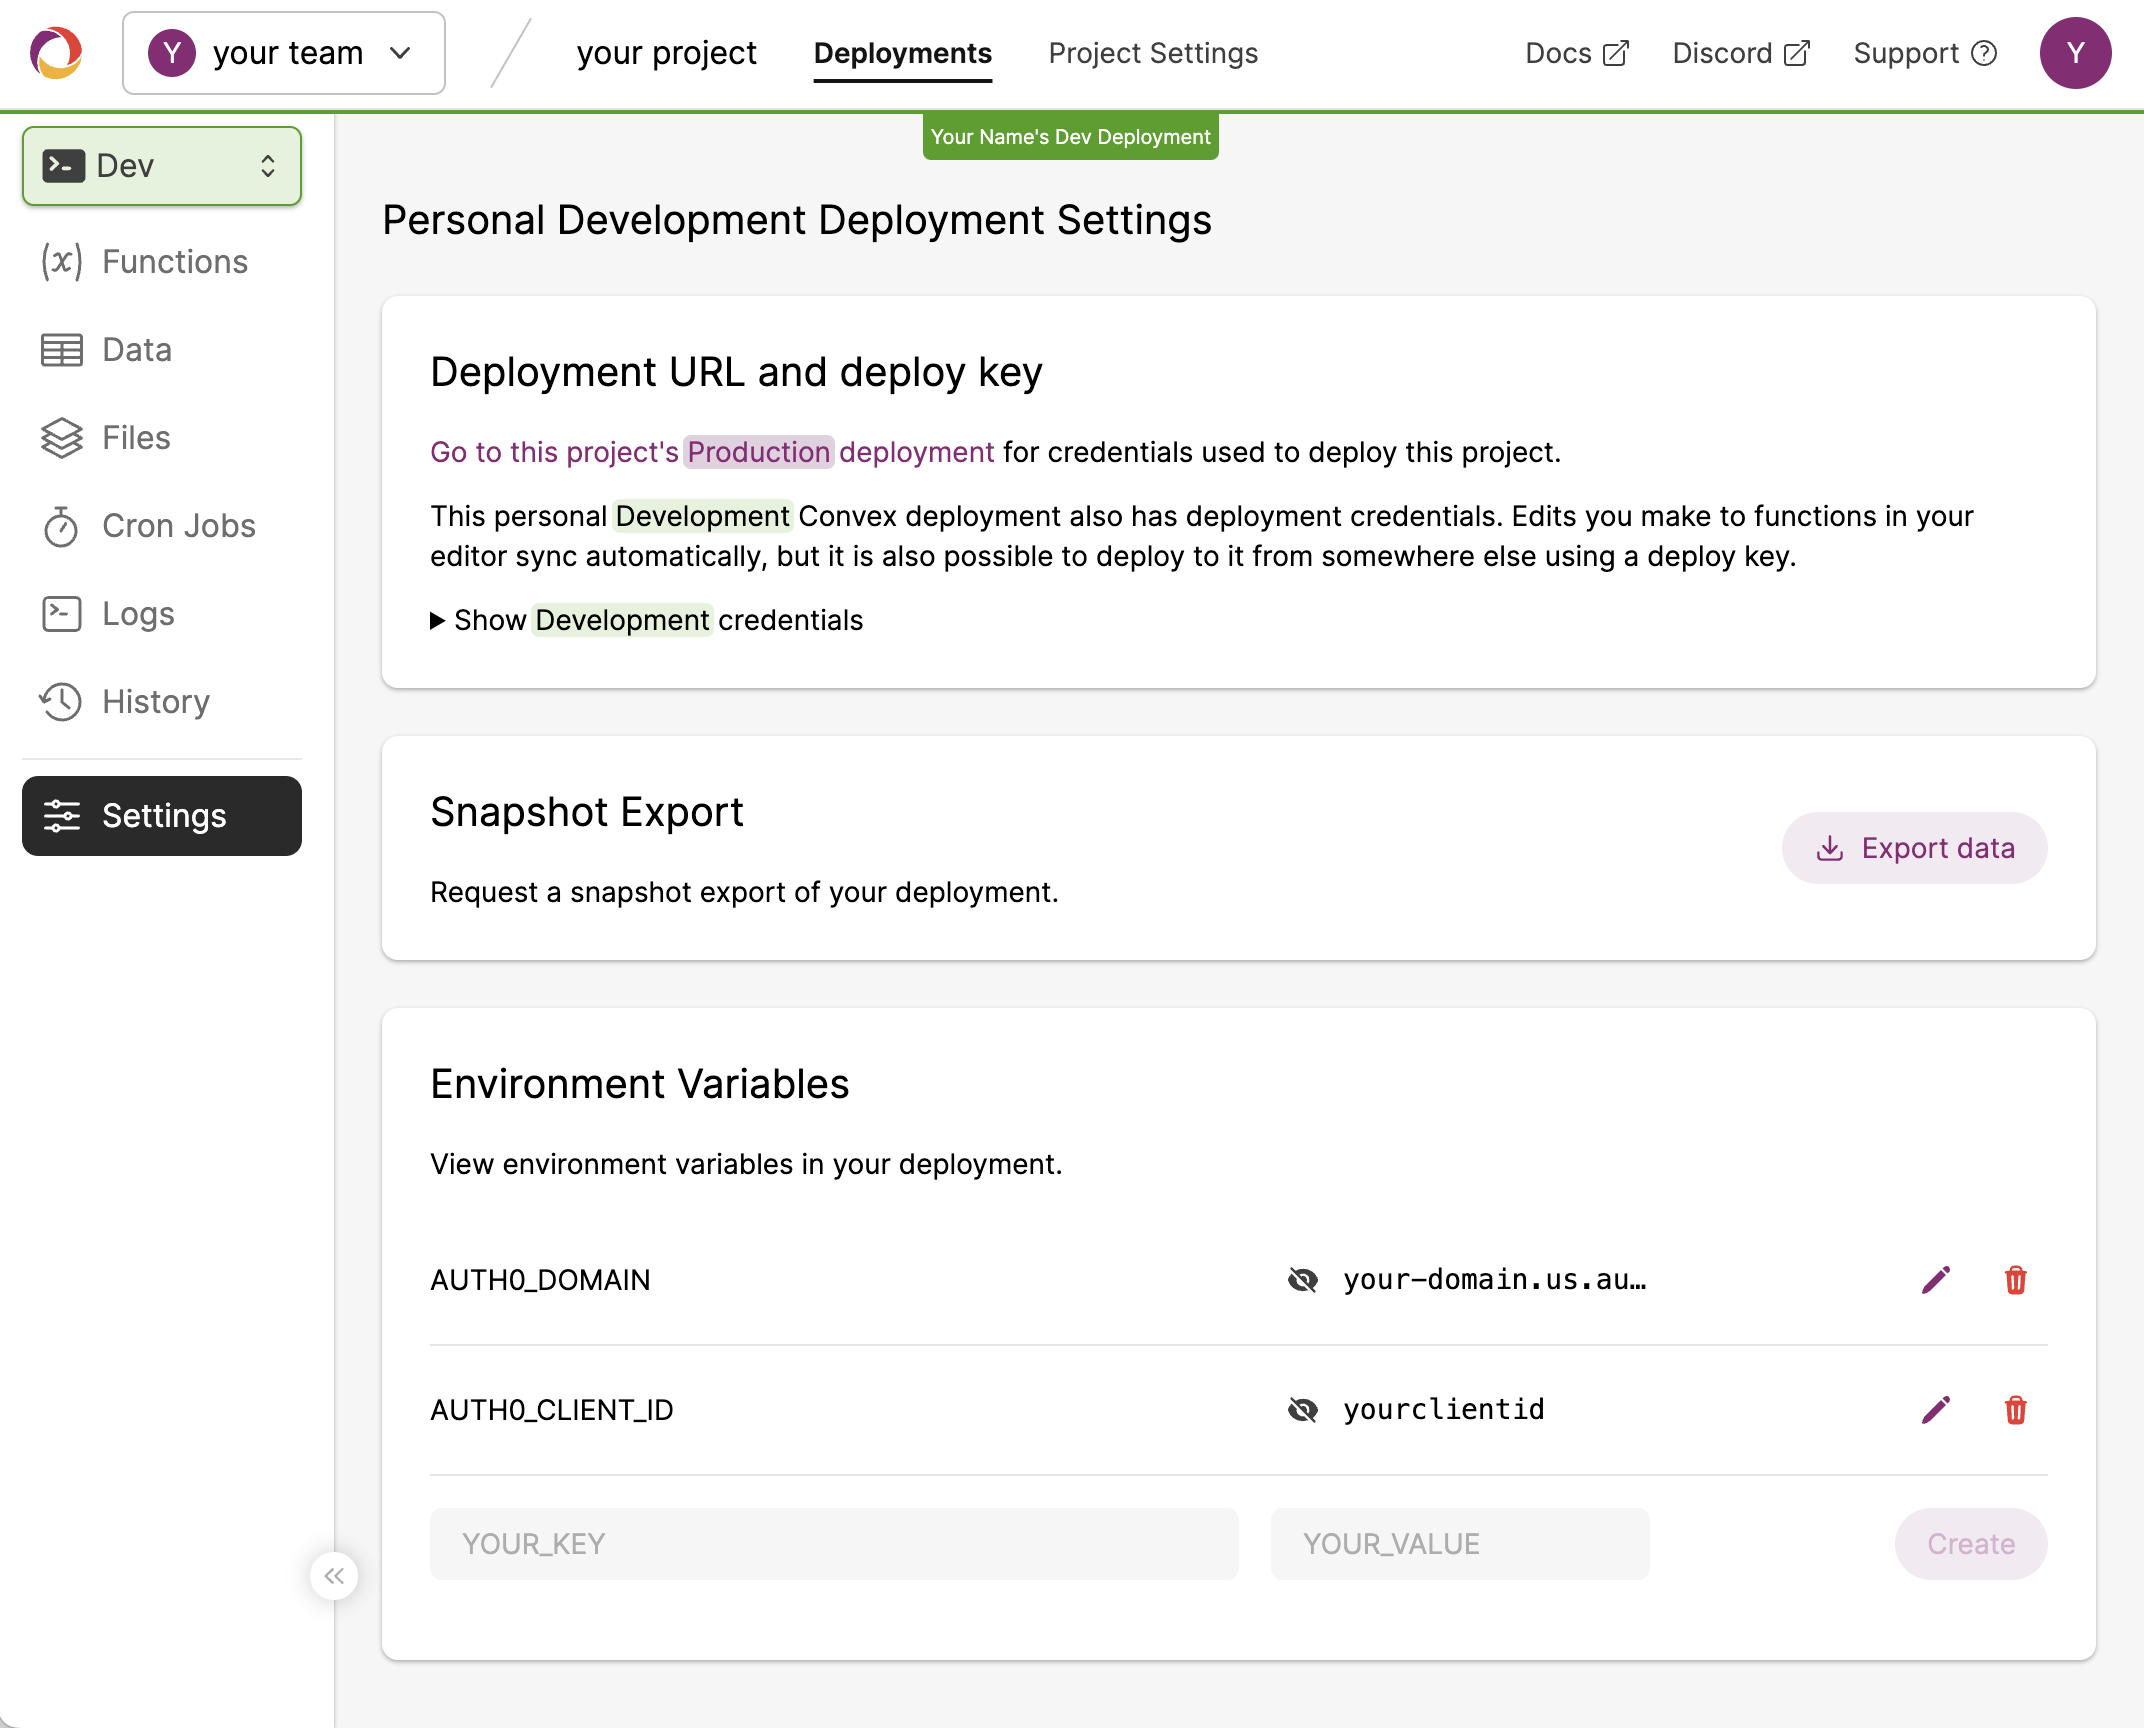 Y your team
your project
Deployments
Project Settings
Docs
Discord
Support
Y
Your Name's Dev Deployment
Dev
Functions
Data
Files
Cron Jobs
Logs
History
Settings
Personal Development Deployment Settings
Deployment URL and deploy key
Go to this project's Production deployment for credentials used to deploy this project.
This personal Development Convex deployment also has deployment credentials. Edits you make to functions in your
editor sync automatically, but it is also possible to deploy to it from somewhere else using a deploy key.
Show Development credentials
Snapshot Export
Request a snapshot export of your deployment.
Export data
Environment Variables
View environment variables in your deployment.
AUTH0_DOMAIN
your-domain.us.au…
AUTH0_CLIENT_ID
yourclientid
YOUR_KEY
YOUR_VALUE
Create